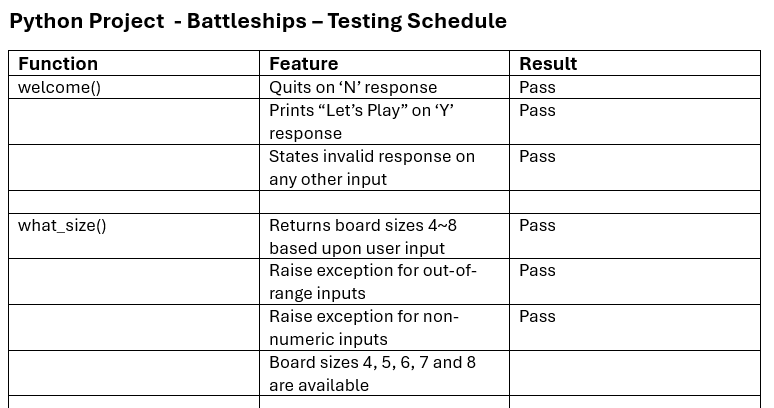 Python Project - Battleships – Testing Schedule
Function Feature Result
welcome() Quits on ‘N’ response Pass
Prints “Let’s Play” on ‘Y’ Pass
response
States invalid response on Pass
any other input
what_size() Returns board sizes 4~8 Pass
based upon user input
Raise exception for out-of- Pass
range inputs
Raise exception for non- Pass
numeric inputs
Board sizes 4, 5, 6, 7 and 8
are available